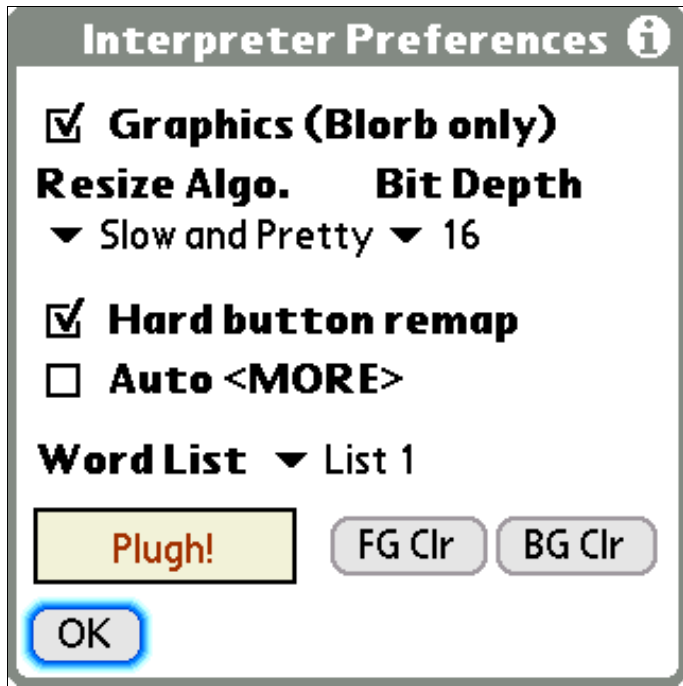 Interpreter Preferences i
Graphics (Blorb only)
Resize Algo. Bit Depth
Slow and Pretty 16
Hard button remap
Auto <MORE>
Word List List 1
Plugh! FG Clr BG Clr
OK